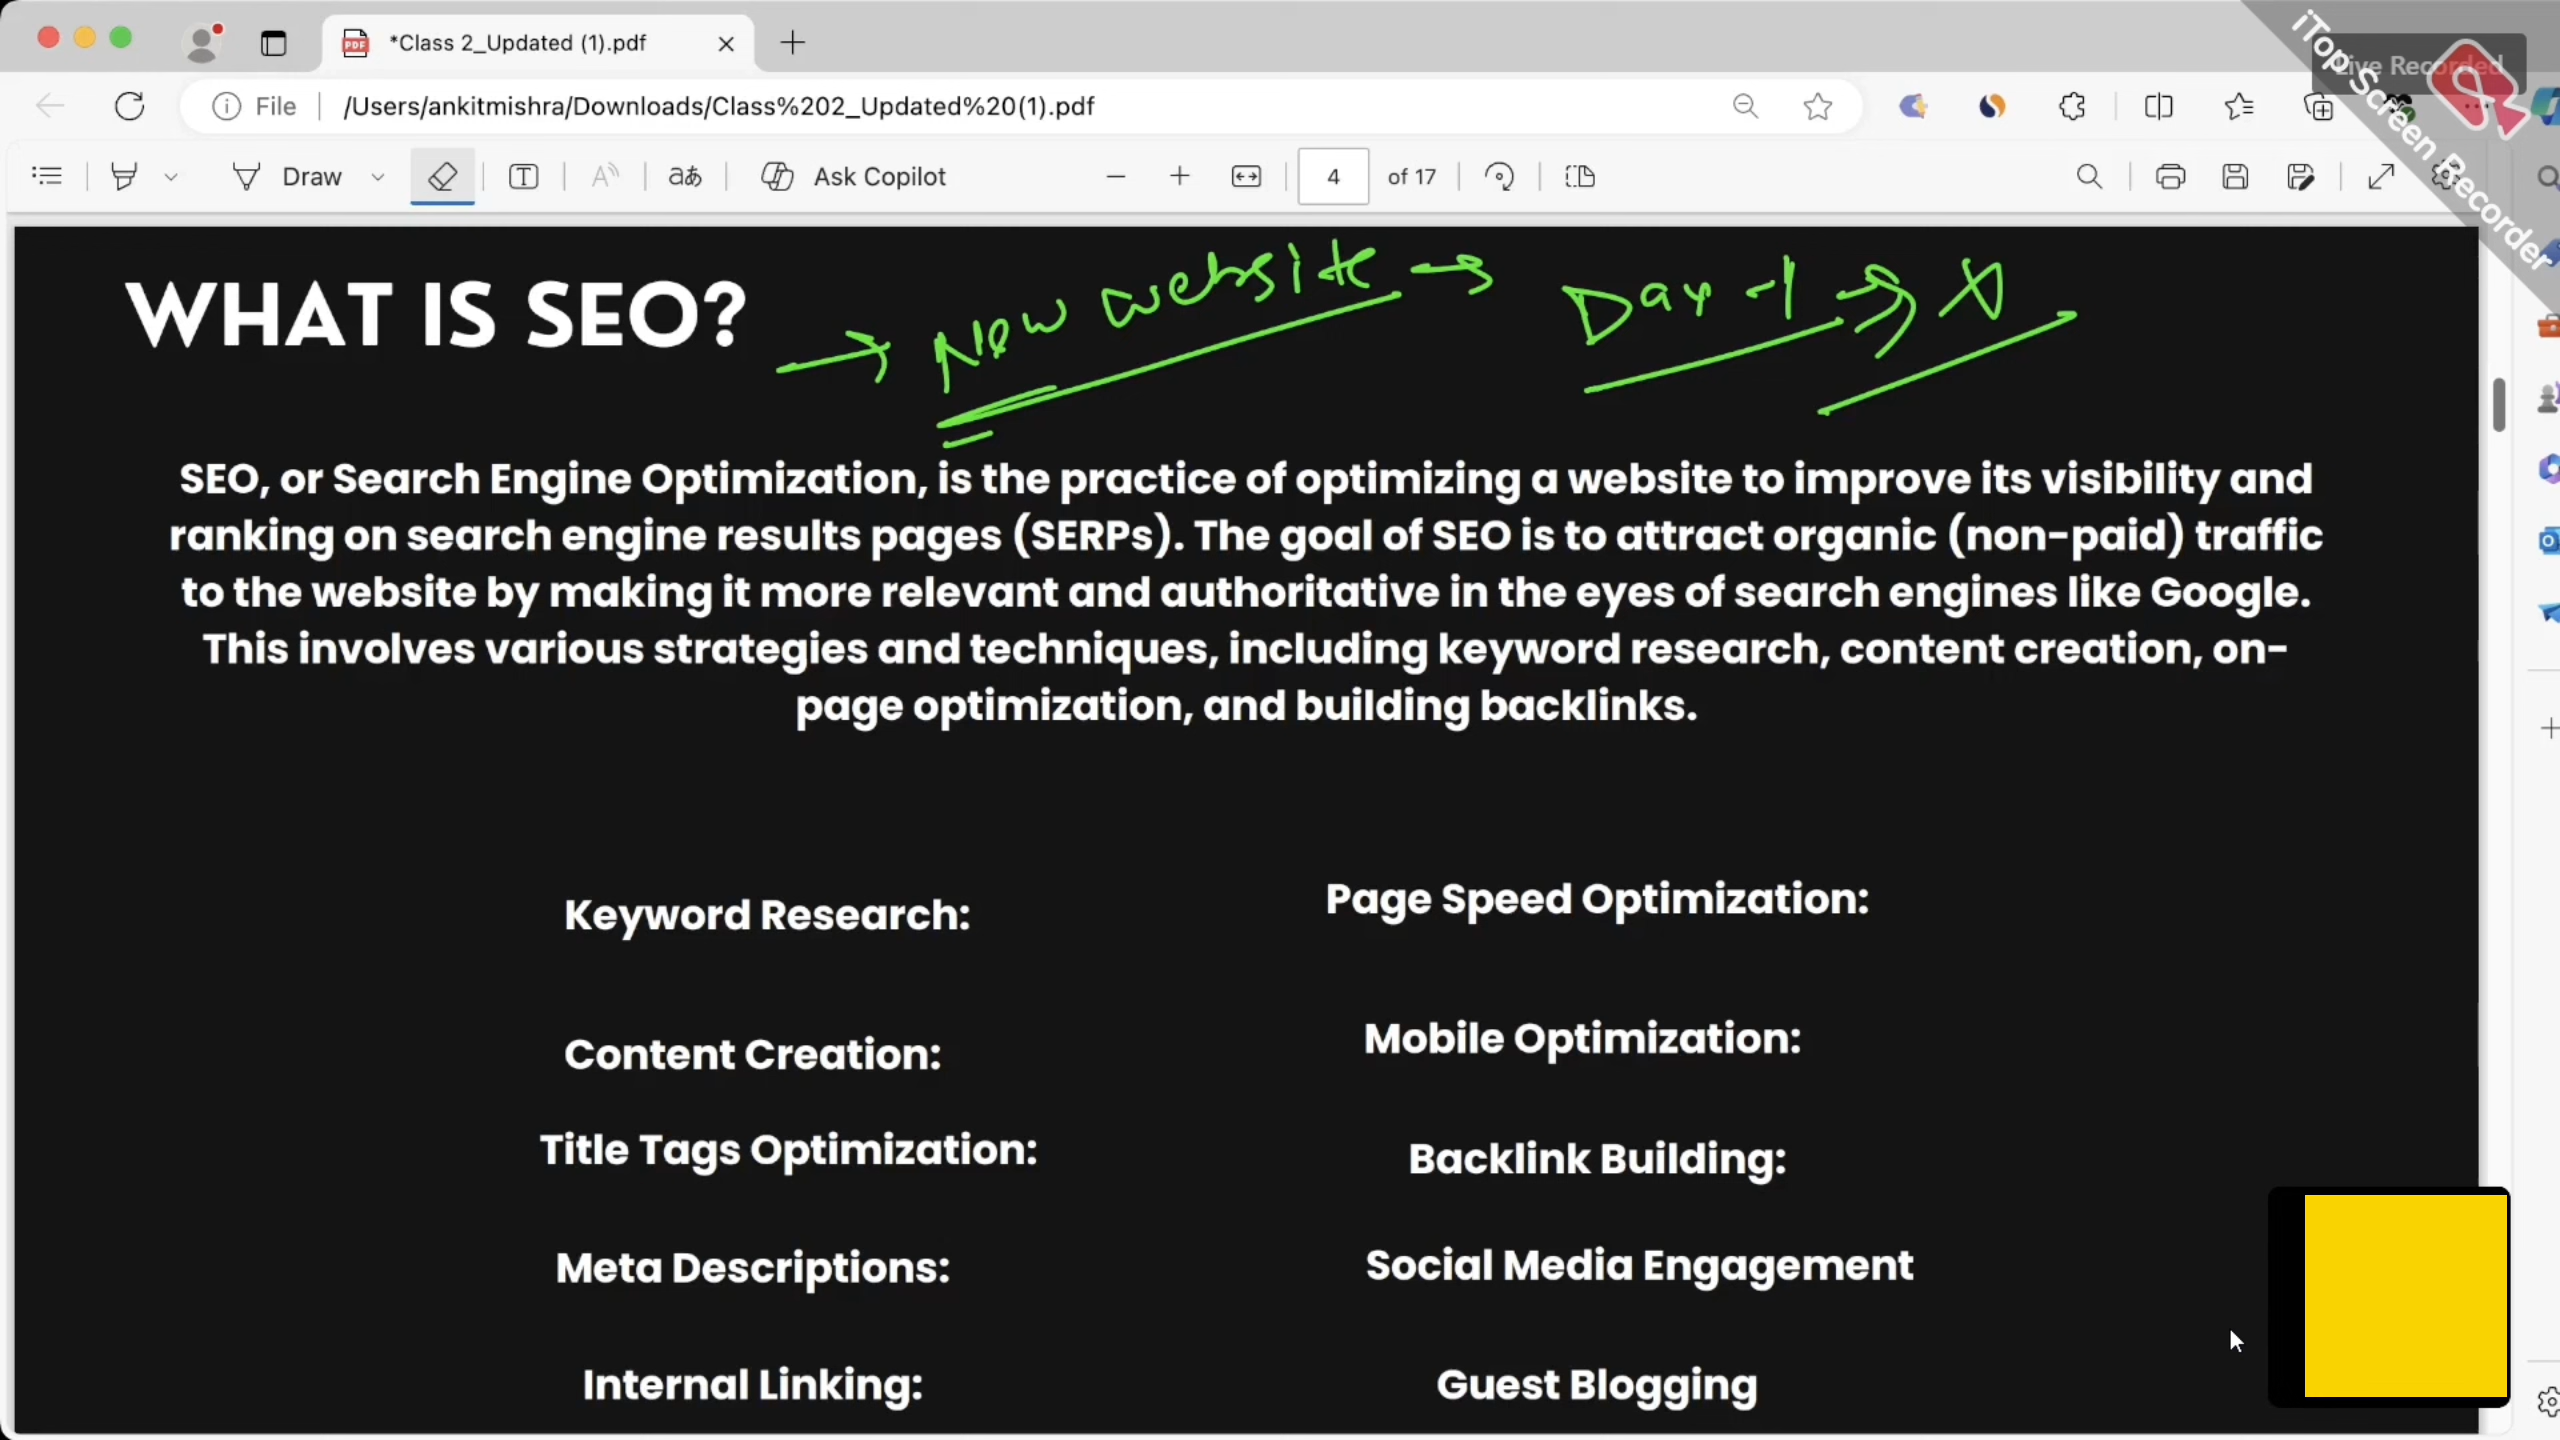 *Class 2_Updated (1).pdf
iTop Screen Recorder
Live Recorded
File
/Users/ankitmishra/Downloads/Class%202_Updated%20(1).pdf
Draw
Ask Copilot
4
of 17
WHAT IS SEO?
→ New website → Day -1 → X
SEO, or Search Engine Optimization, is the practice of optimizing a website to improve its visibility and
ranking on search engine results pages (SERPs). The goal of SEO is to attract organic (non-paid) traffic
to the website by making it more relevant and authoritative in the eyes of search engines like Google.
This involves various strategies and techniques, including keyword research, content creation, on-
page optimization, and building backlinks.
Keyword Research:
Content Creation:
Title Tags Optimization:
Meta Descriptions:
Internal Linking:
Page Speed Optimization:
Mobile Optimization:
Backlink Building:
Social Media Engagement
Guest Blogging